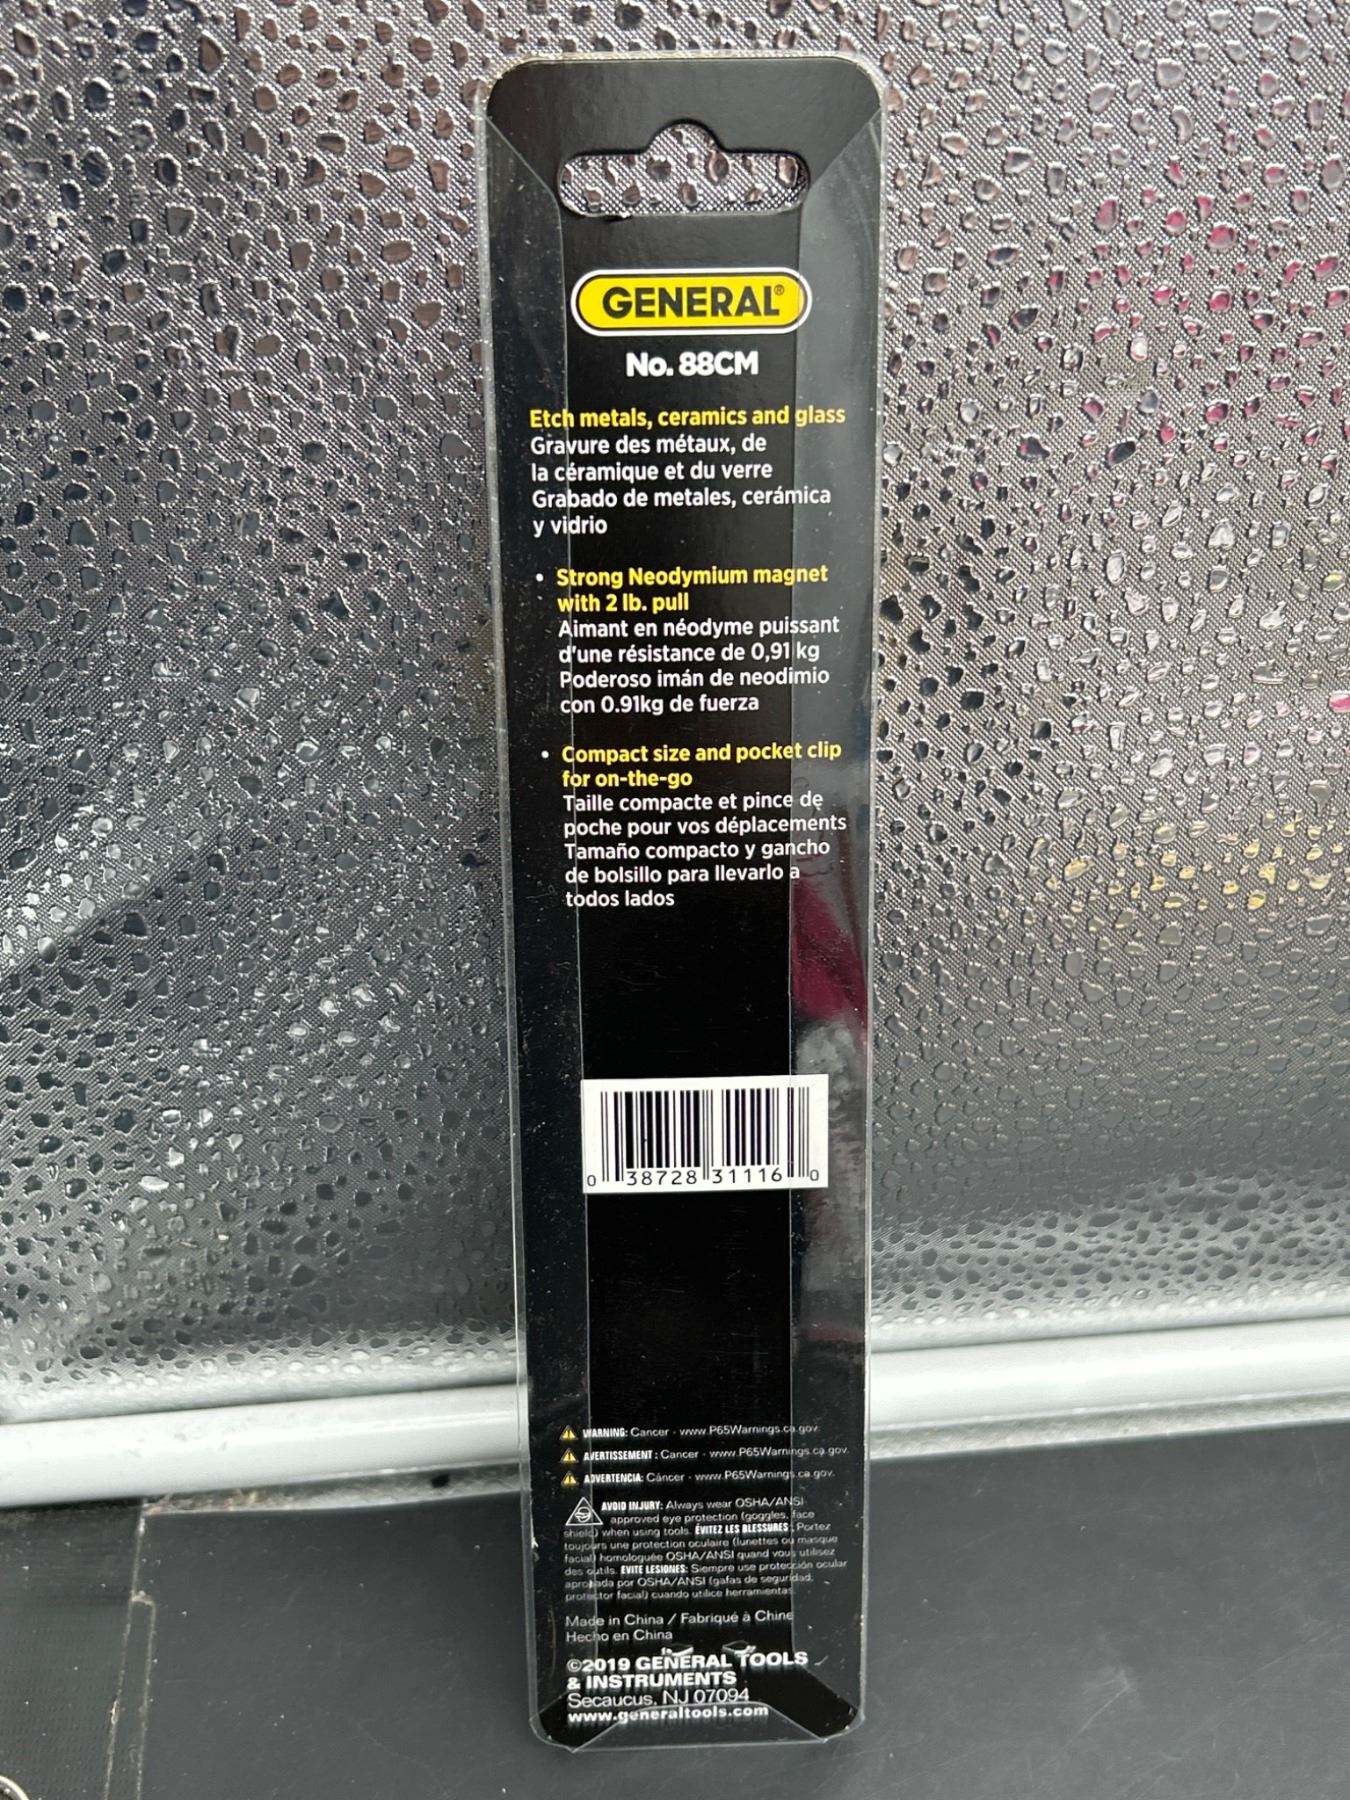 GENERAL®
No. 88CM
Etch metals, ceramics and glass
Gravure des métaux, de
la céramique et du verre
Grabado de metales, cerámica
y vidrio
• Strong Neodymium magnet
with 2 lb. pull
Aimant en néodyme puissant
d'une résistance de 0,91 kg
Poderoso imán de neodimio
con 0.91kg de fuerza
• Compact size and pocket clip
for on-the-go
Taille compacte et pince de
poche pour vos déplacements
Tamaño compacto y gancho
de bolsillo para llevarlo a
todos lados
0 38728 31116 0
WARNING: Cancer - www.P65Warnings.ca.gov.
AVERTISSEMENT : Cancer - www.P65Warnings.ca.gov.
ADVERTENCIA: Cáncer - www.P65Warnings.ca.gov.
AVOID INJURY: Always wear OSHA/ANSI
approved eye protection (goggles, face
shield) when using tools. ÉVITEZ LES BLESSURES : Portez
toujours une protection oculaire (lunettes ou masque
facial) homologuée OSHA/ANSI quand vous utilisez
des outils. EVITE LESIONES: Siempre use protección ocular
aprobada por OSHA/ANSI (gafas de seguridad,
protector facial) cuando utilice herramientas.
Made in China / Fabriqué à Chine
Hecho en China
©2019 GENERAL TOOLS
& INSTRUMENTS
Secaucus, NJ 07094
www.generaltools.com